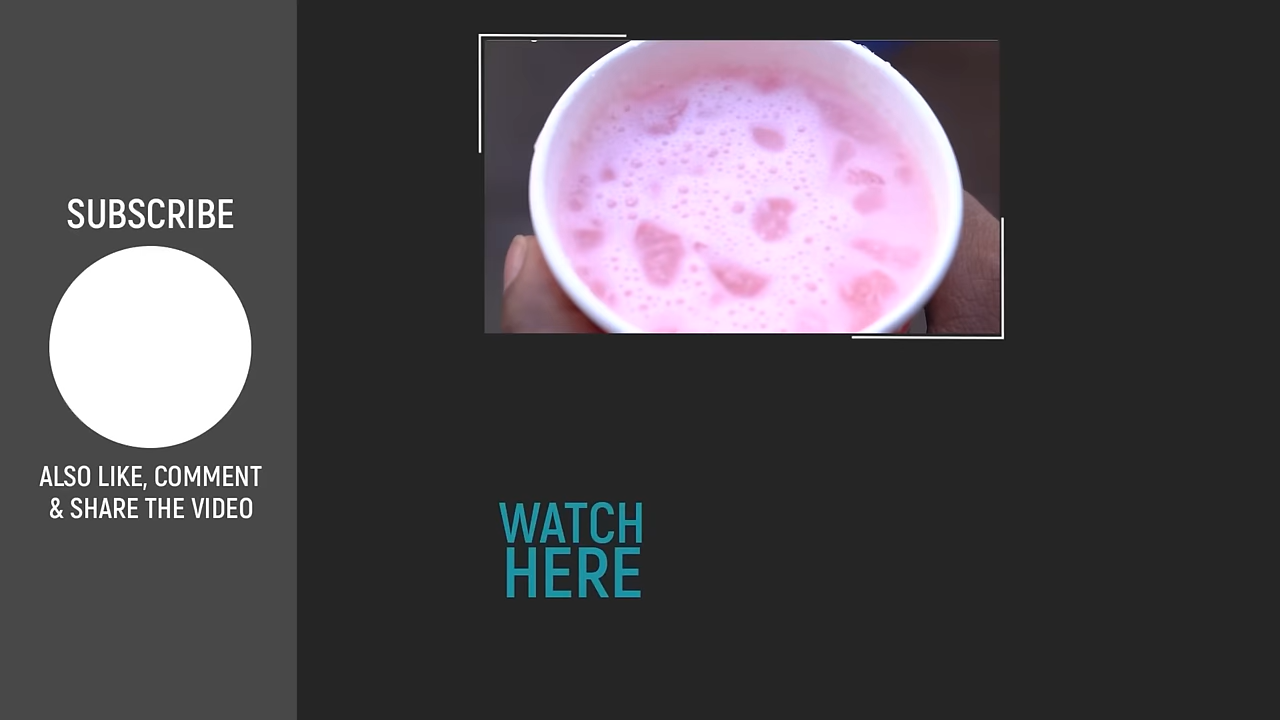 SUBSCRIBE
ALSO LIKE, COMMENT
& SHARE THE VIDEO
WATCH
HERE